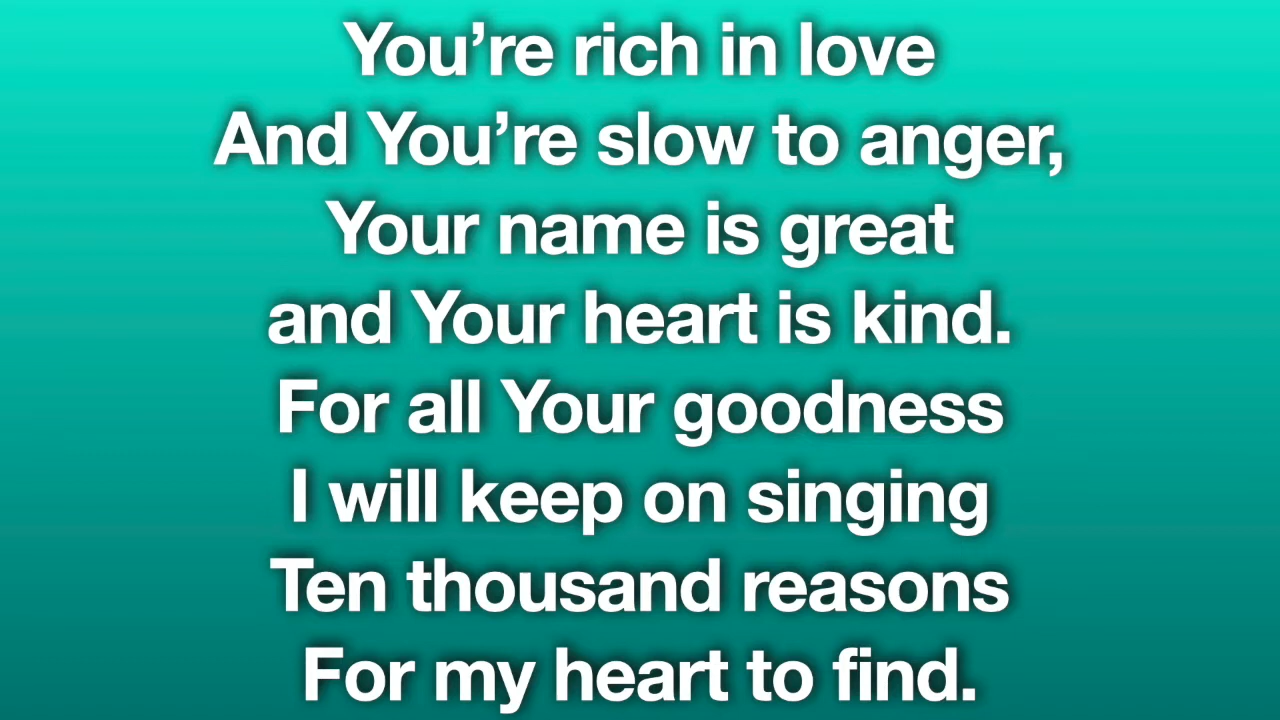 You’re rich in love
And You’re slow to anger,
Your name is great
and Your heart is kind.
For all Your goodness
I will keep on singing
Ten thousand reasons
For my heart to find.